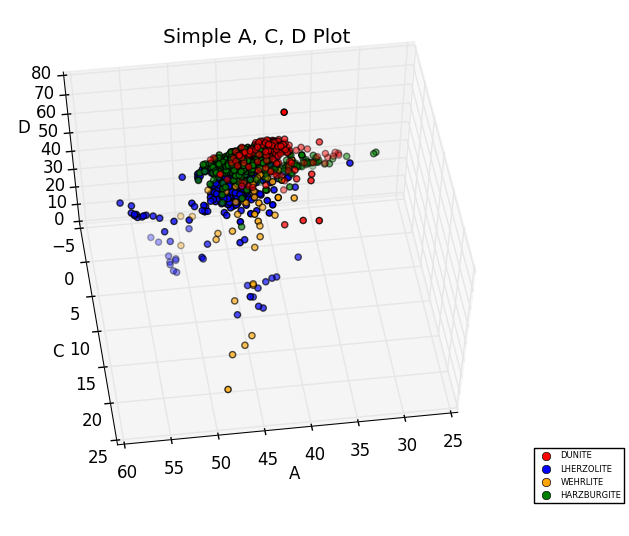 Simple A, C, D Plot
80
70
60
D 50
40
30
20
10
0
−5
0
5
C 10
15
20
25
60 55 50 45 40 35 30 25
A
DUNITE
LHERZOLITE
WEHRLITE
HARZBURGITE